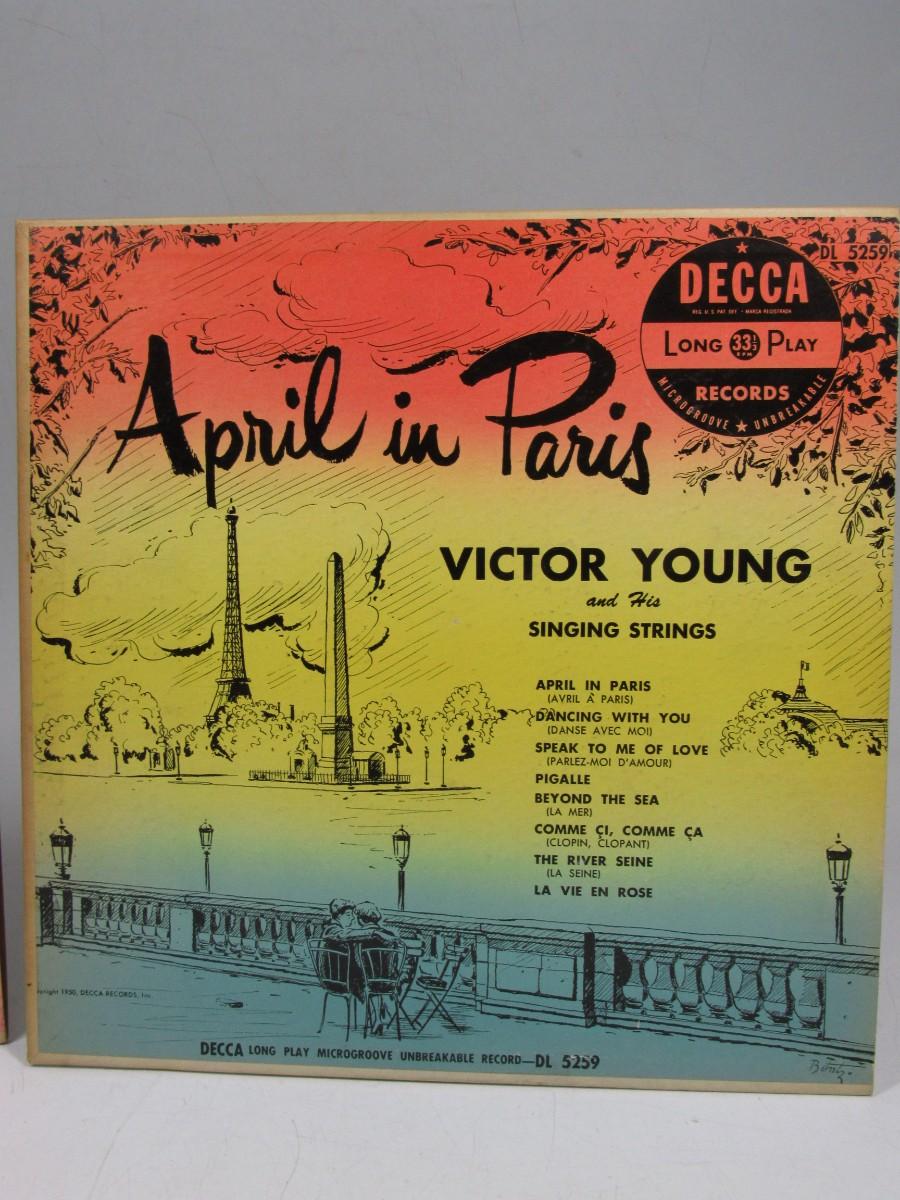 DL 5259
DECCA
REG. U.S. PAT. OFF. • MARCA REGISTRADA
LONG 33⅓ RPM PLAY
RECORDS
MICROGROOVE ★ UNBREAKABLE
April in Paris
VICTOR YOUNG
and His
SINGING STRINGS
APRIL IN PARIS
(AVRIL À PARIS)
DANCING WITH YOU
(DANSE AVEC MOI)
SPEAK TO ME OF LOVE
(PARLEZ-MOI D'AMOUR)
PIGALLE
BEYOND THE SEA
(LA MER)
COMME ÇI, COMME ÇA
(CLOPIN, CLOPANT)
THE RIVER SEINE
(LA SEINE)
LA VIE EN ROSE
1950, DECCA RECORDS, Inc.
DECCA LONG PLAY MICROGROOVE UNBREAKABLE RECORD—DL 5259